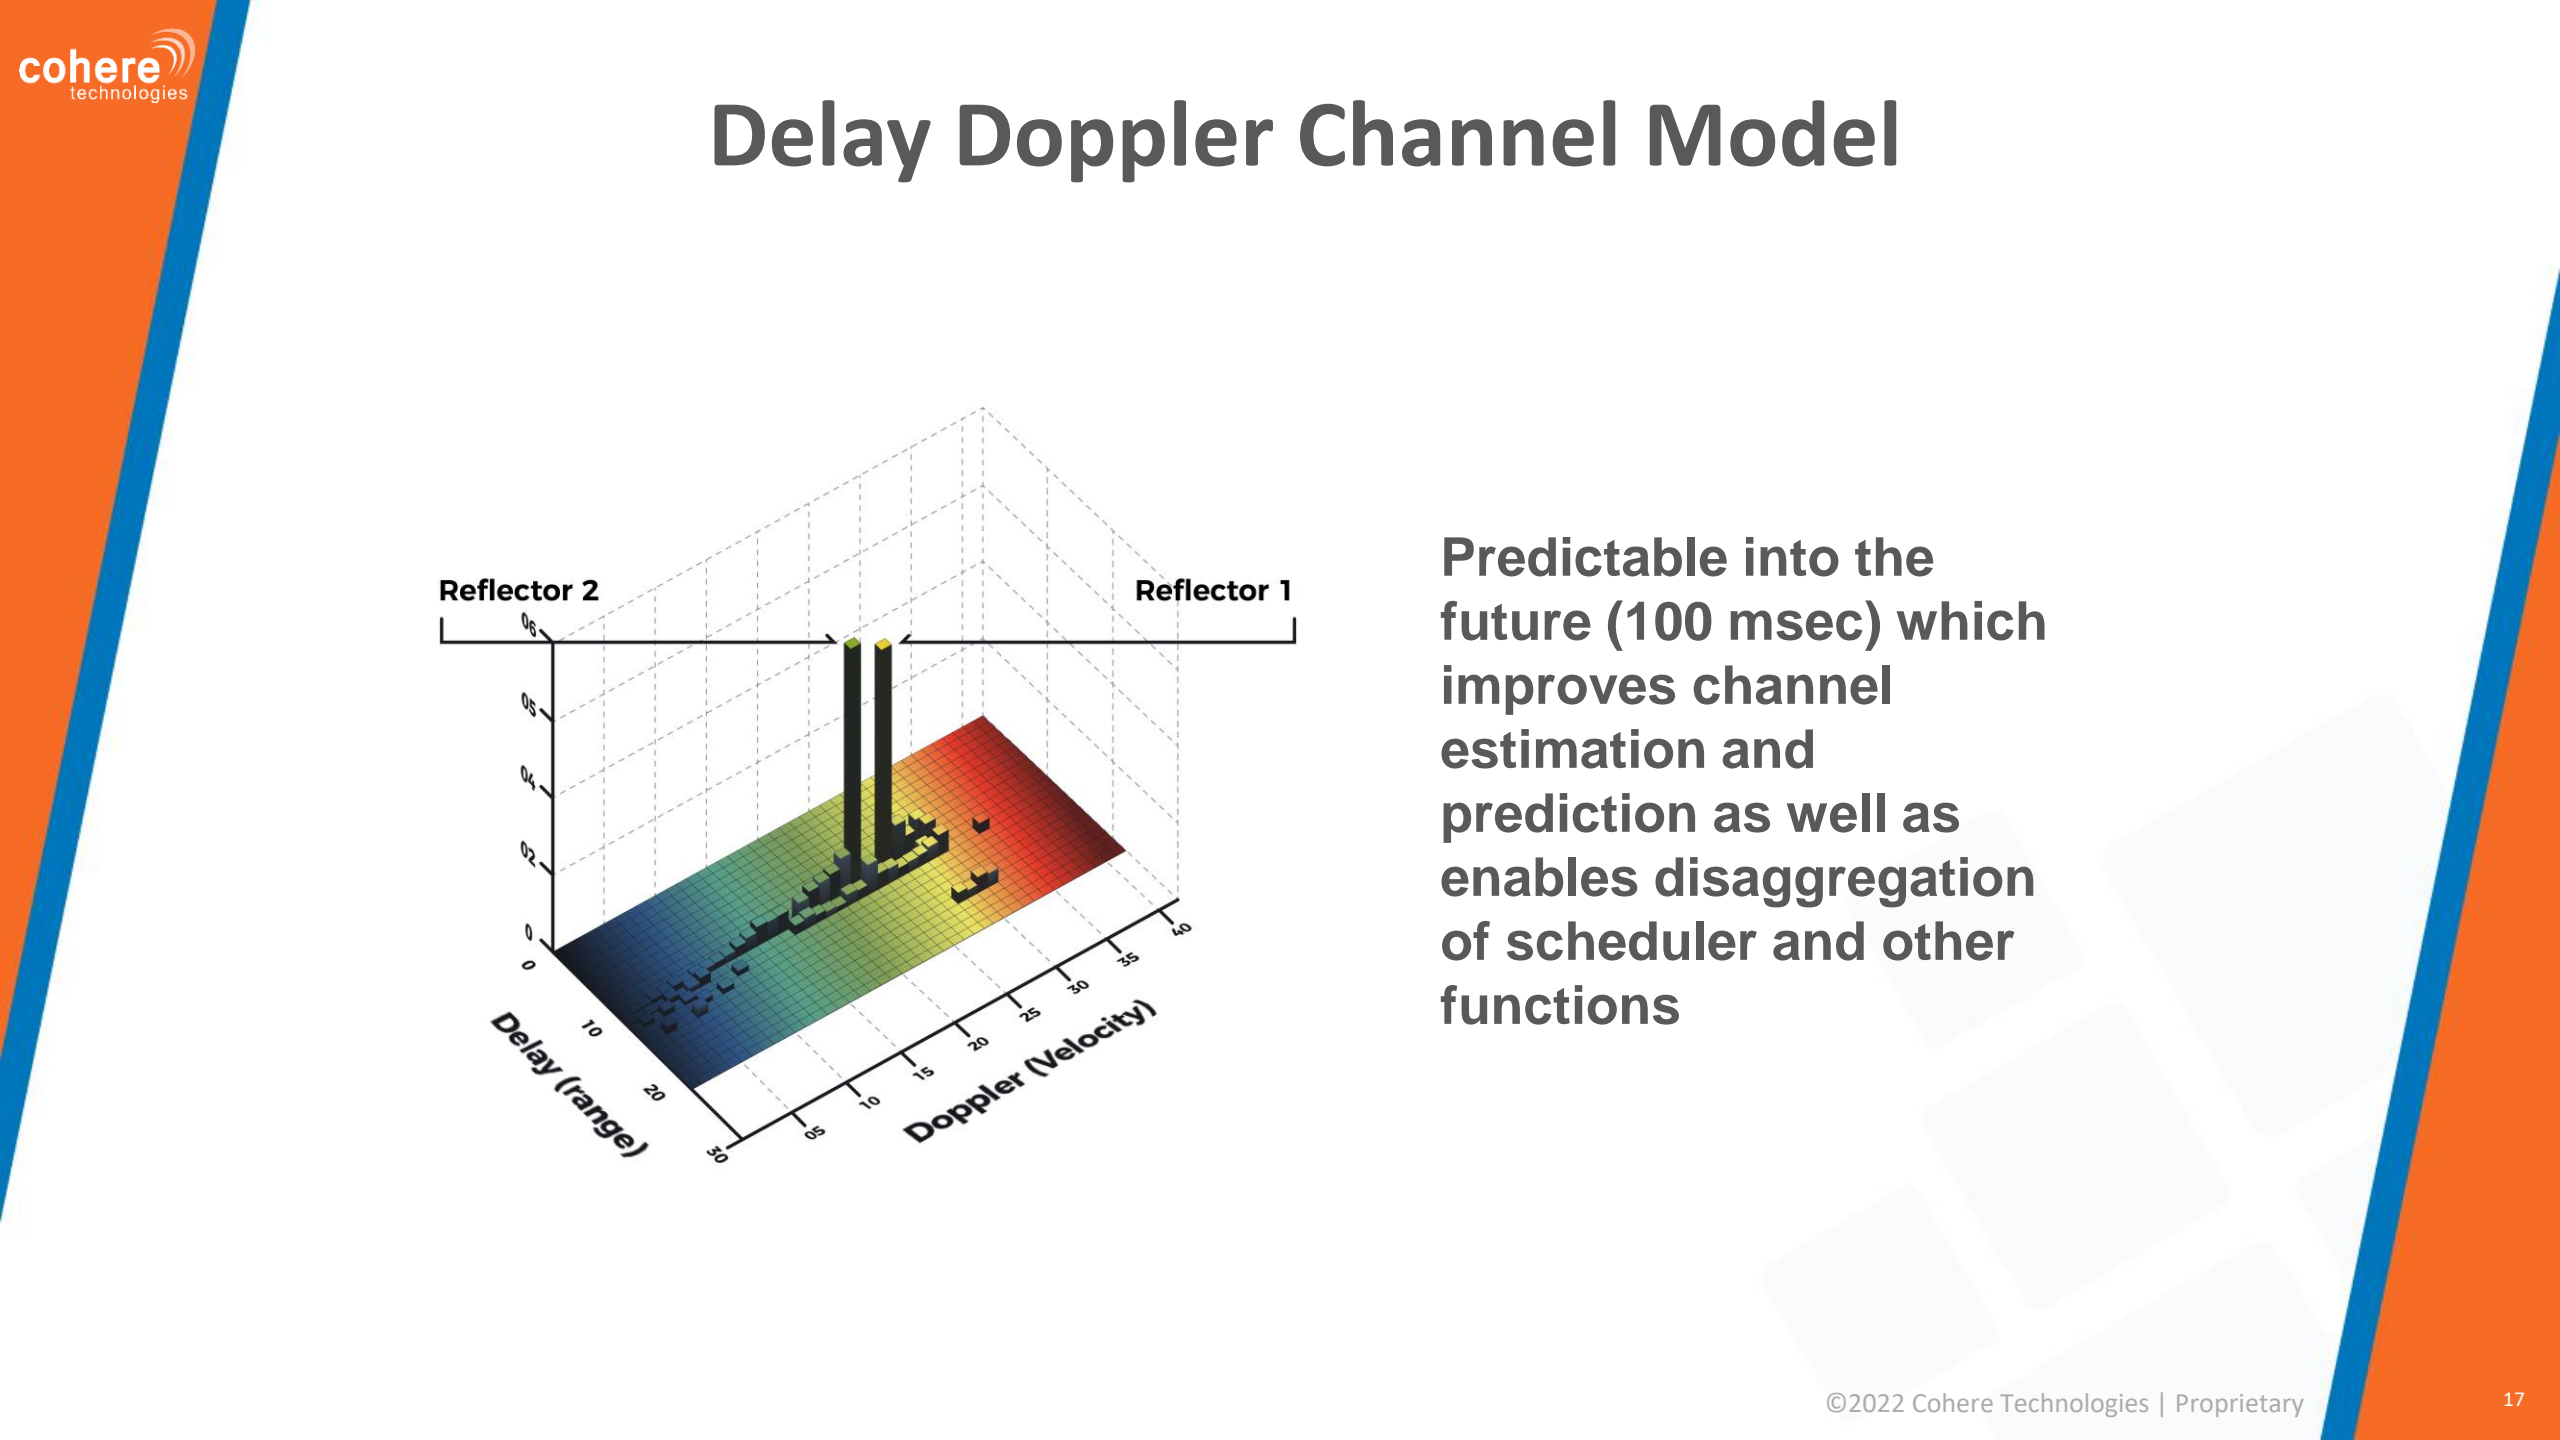 cohere
technologies
Delay Doppler Channel Model
Reflector 2
Reflector 1
06
05
04
02
0
0
10
20
30
Delay (range)
05
10
15
20
25
30
35
40
Doppler (Velocity)
Predictable into the
future (100 msec) which
improves channel
estimation and
prediction as well as
enables disaggregation
of scheduler and other
functions
©2022 Cohere Technologies | Proprietary
17